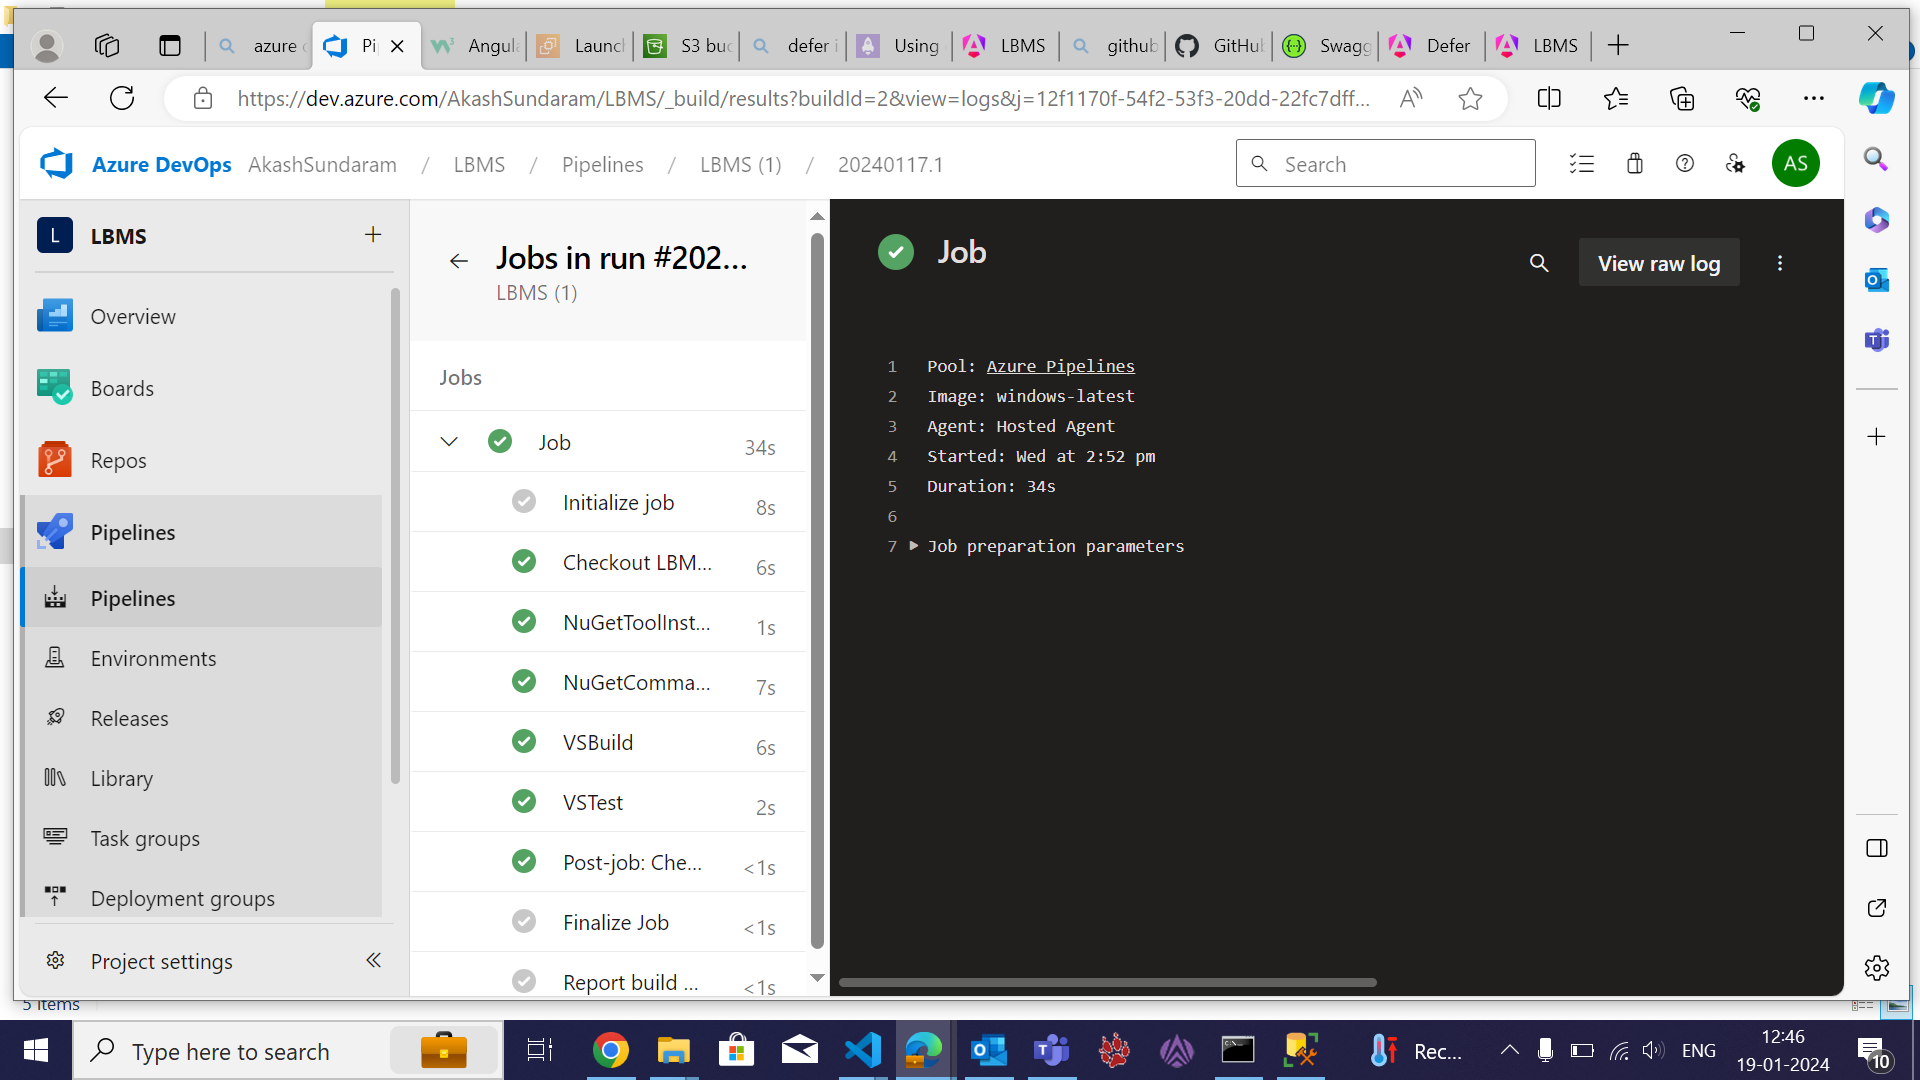 azure
Pi
Angula
Launch
S3 buc
defer i
Using
LBMS
github
GitHub
Swagg
Defer
LBMS
https://dev.azure.com/AkashSundaram/LBMS/_build/results?buildId=2&view=logs&j=12f1170f-54f2-53f3-20dd-22fc7dff...
Azure DevOps AkashSundaram / LBMS / Pipelines / LBMS (1) / 20240117.1
Search
AS
L LBMS
Overview
Boards
Repos
Pipelines
Pipelines
Environments
Releases
Library
Task groups
Deployment groups
Project settings
Jobs in run #202...
LBMS (1)
Jobs
Job 34s
Initialize job 8s
Checkout LBM... 6s
NuGetToolInst... 1s
NuGetComma... 7s
VSBuild 6s
VSTest 2s
Post-job: Che... <1s
Finalize Job <1s
Report build ... <1s
Job
View raw log
1 Pool: Azure Pipelines
2 Image: windows-latest
3 Agent: Hosted Agent
4 Started: Wed at 2:52 pm
5 Duration: 34s
6
7 Job preparation parameters
5 items
Type here to search
Rec...
ENG
12:46
19-01-2024
10